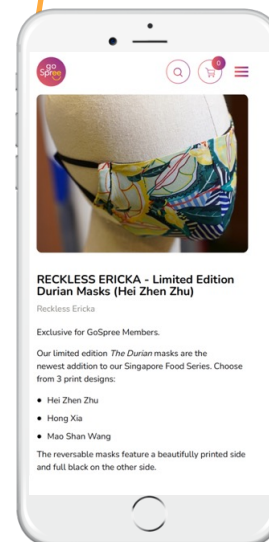 go
Spree
0
RECKLESS ERICKA - Limited Edition
Durian Masks (Hei Zhen Zhu)
Reckless Ericka
Exclusive for GoSpree Members.
Our limited edition The Durian masks are the
newest addition to our Singapore Food Series. Choose
from 3 print designs:
Hei Zhen Zhu
Hong Xia
Mao Shan Wang
The reversable masks feature a beautifully printed side
and full black on the other side.